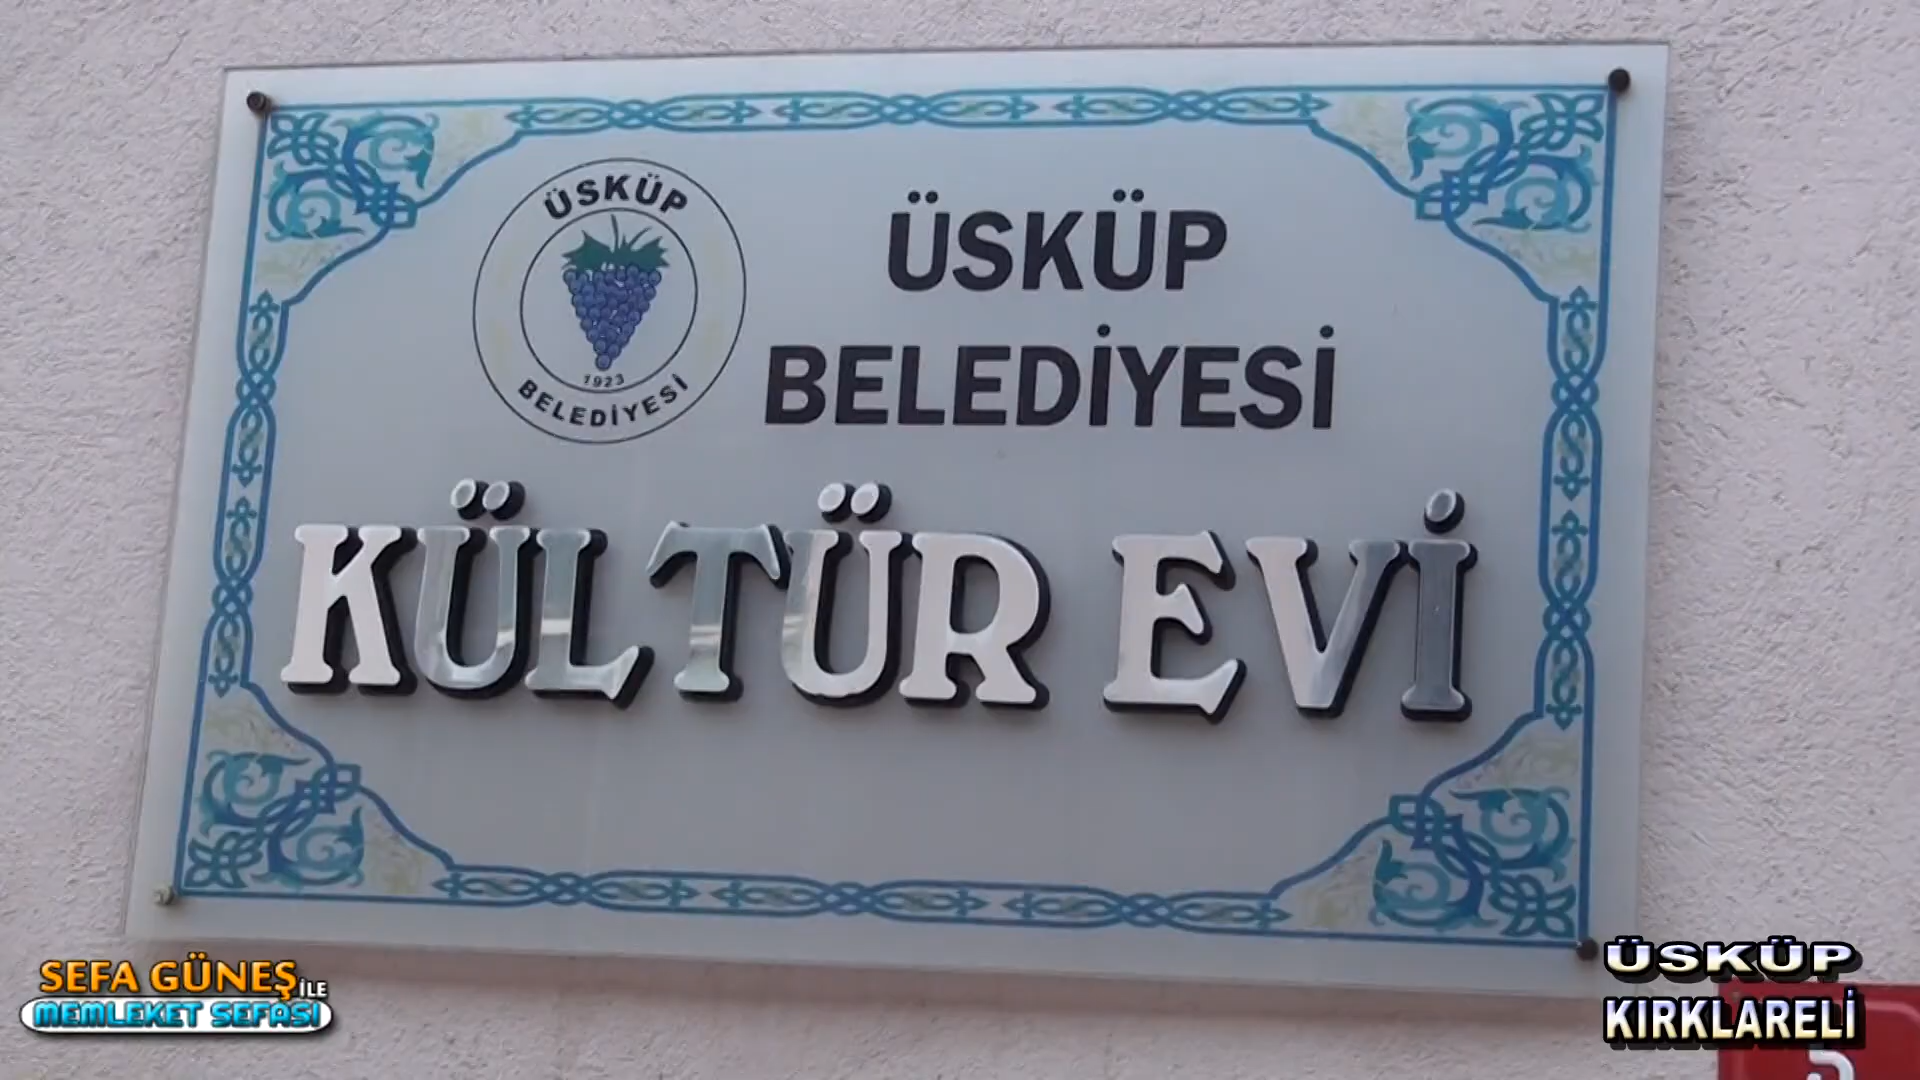 ÜSKÜP
1923
BELEDİYESİ
ÜSKÜP
BELEDİYESİ
KÜLTÜR EVİ
SEFA GÜNEŞ İLE
MEMLEKET SEFASI
ÜSKÜP
KIRKLARELİ